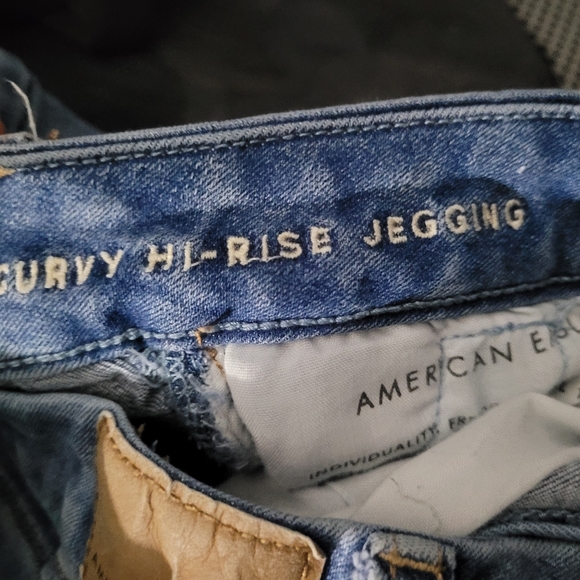 CURVY HI-RISE JEGGING
AMERICAN
INDIVIDUALITY,